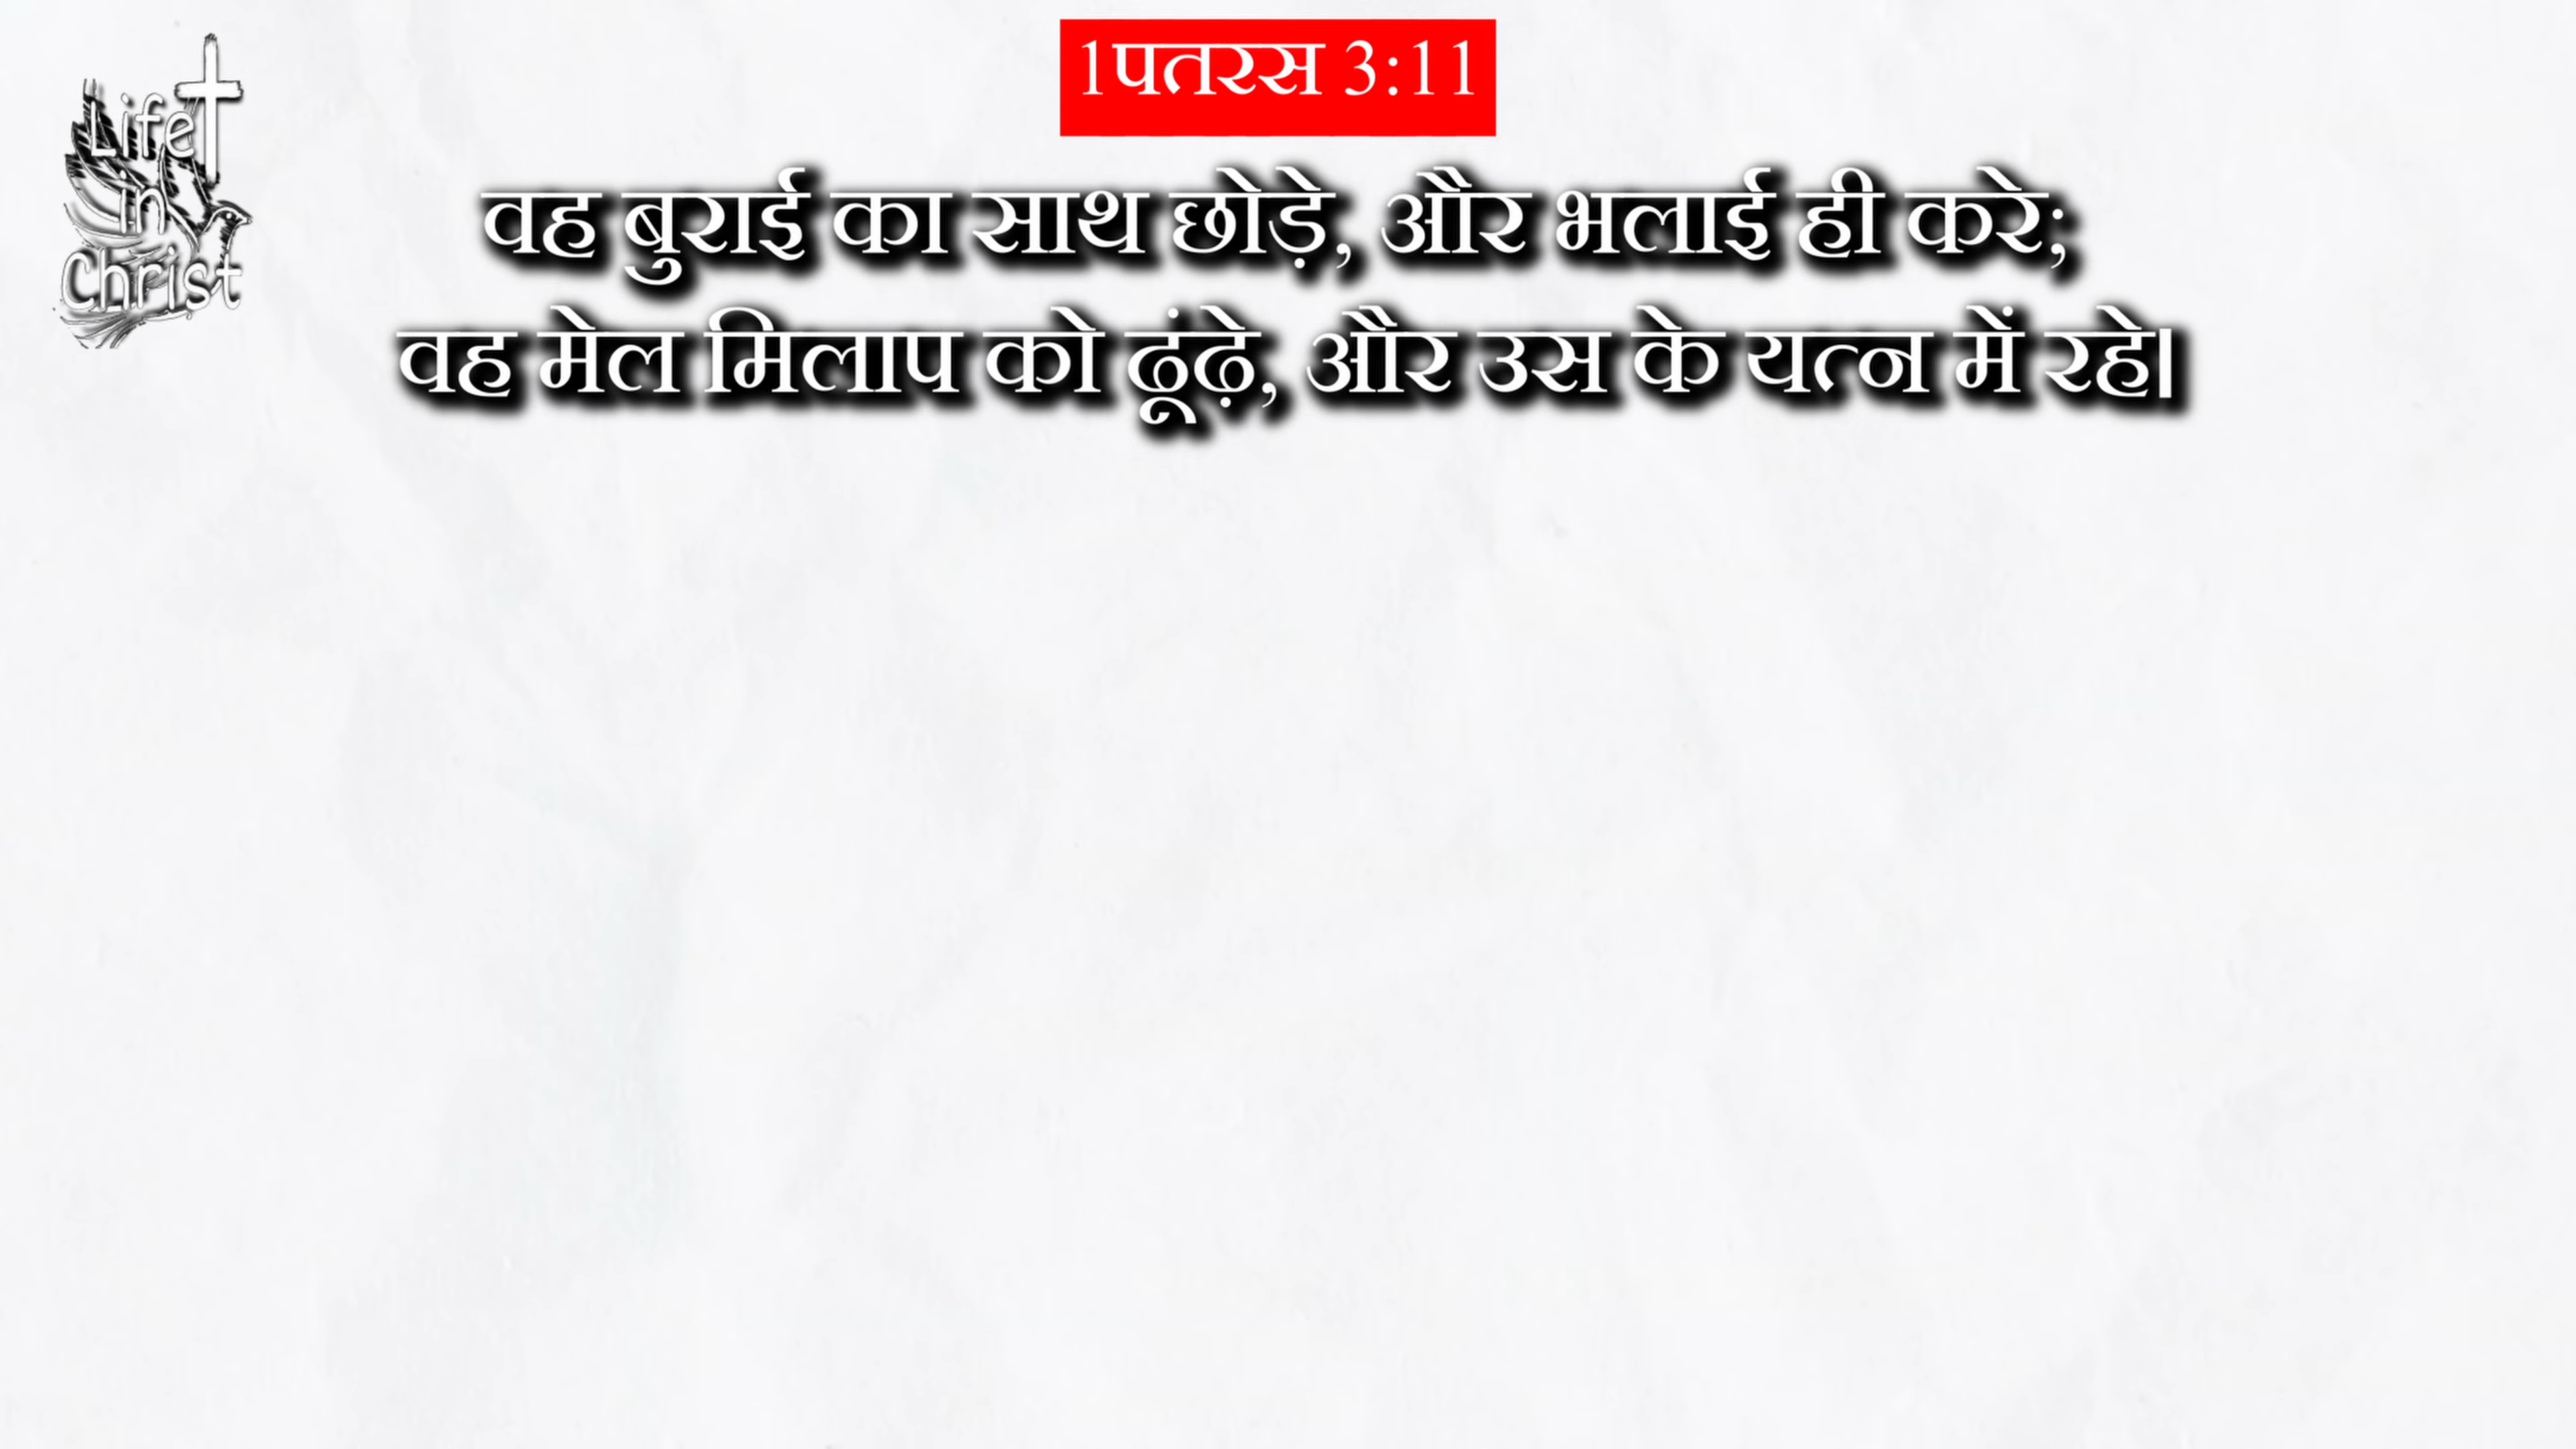 1पतरस 3:11
Life
in
Christ
वह बुराई का साथ छोड़े, और भलाई ही करे;
वह मेल मिलाप को ढूंढ़े, और उस के यत्न में रहे।